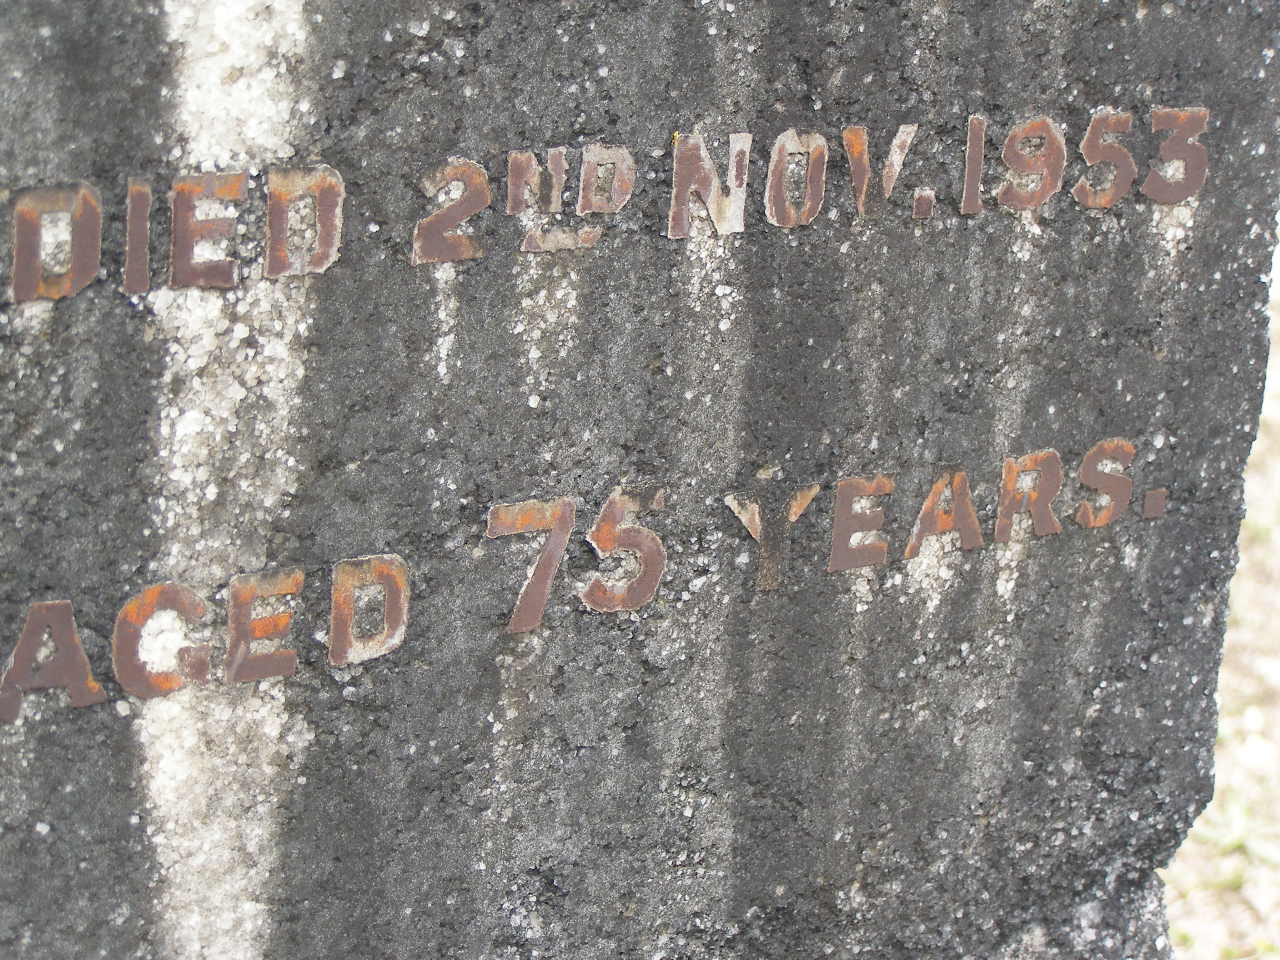 DIED 2ND NOV. 1953
AGED 75 YEARS.